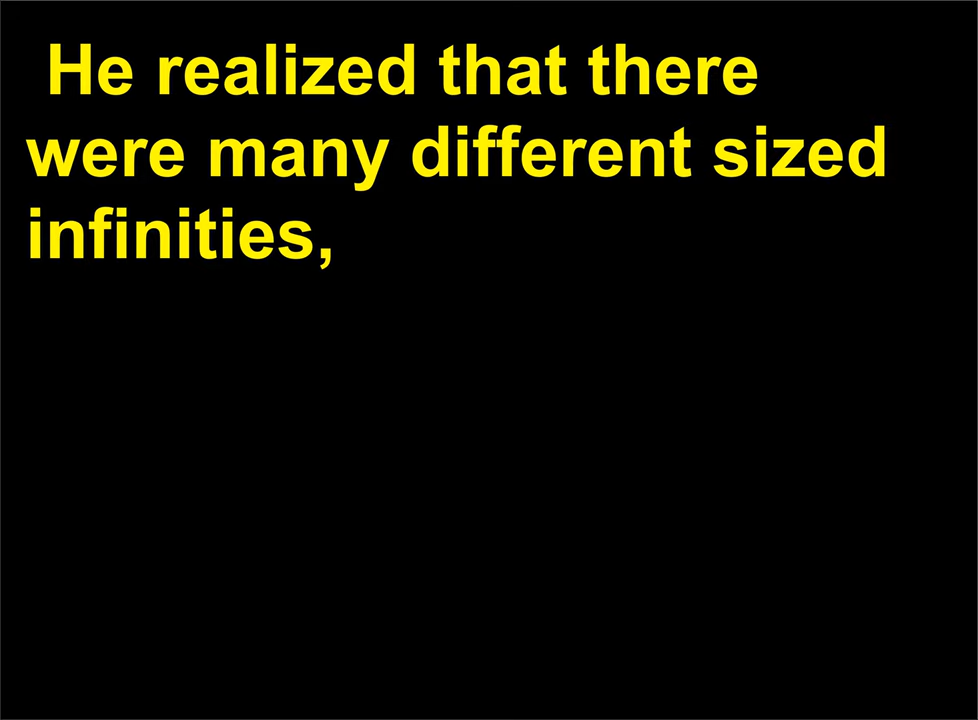 He realized that there
were many different sized
infinities,